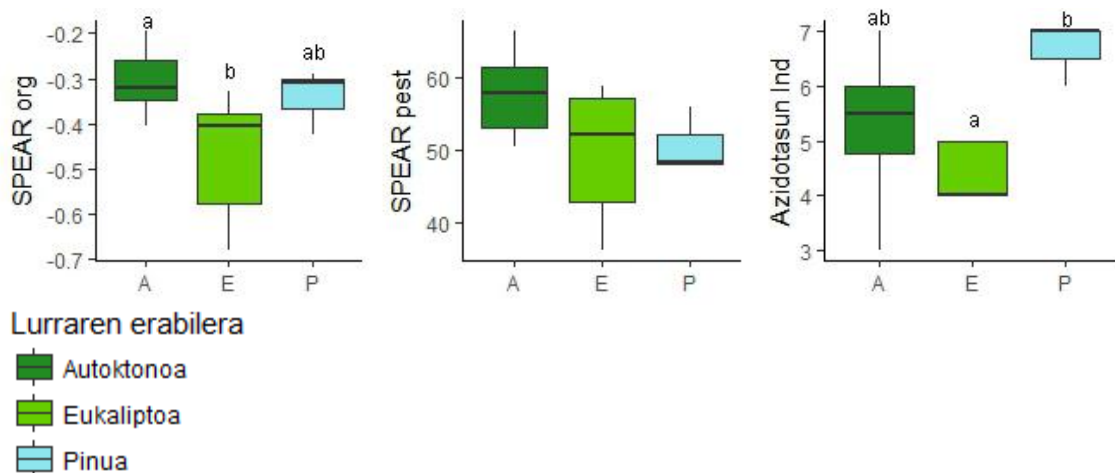 SPEAR org
-0.2
-0.3
-0.4
-0.5
-0.6
-0.7
a
b
ab
A E P
SPEAR pest
60
50
40
A E P
Azidotasun Ind
7
6
5
4
3
ab
a
b
A E P
Lurraren erabilera
Autoktonoa
Eukaliptoa
Pinua